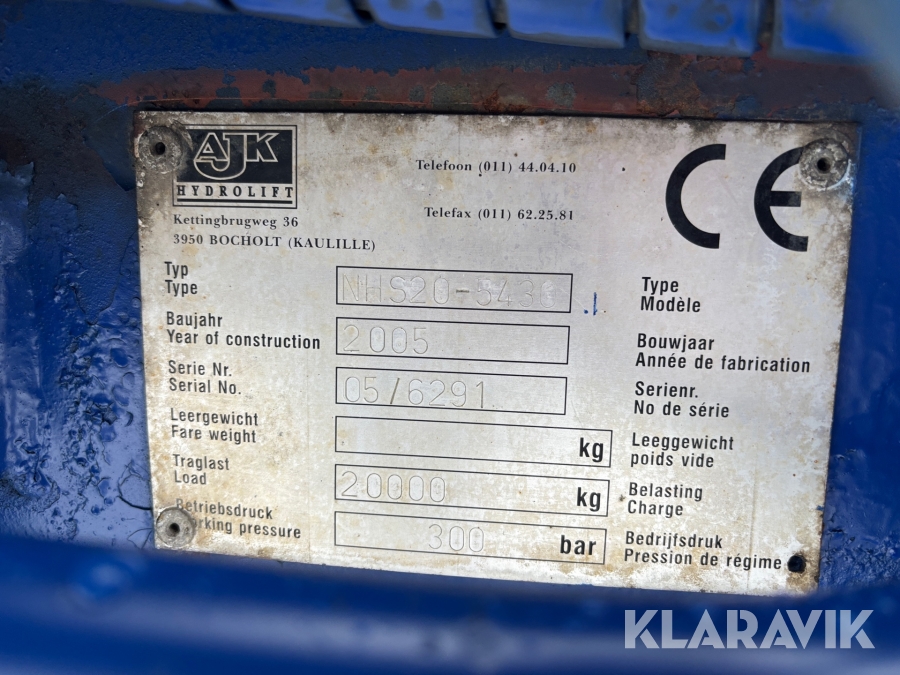 AJK
HYDROLIFT
Kettingbrugweg 36
3950 BOCHOLT (KAULILLE)
Telefoon (011) 44.04.10
Telefax (011) 62.25.81
CE
Typ
Type
NHS20-5430
Type
Modèle
Baujahr
Year of construction
2005
Bouwjaar
Année de fabrication
Serie Nr.
Serial No.
05/6291
Serienr.
No de série
Leergewicht
Fare weight
kg
Leeggewicht
poids vide
Traglast
Load
20000 kg
Belasting
Charge
Betriebsdruck
Working pressure
300 bar
Bedrijfsdruk
Pression de régime
KLARAVIK